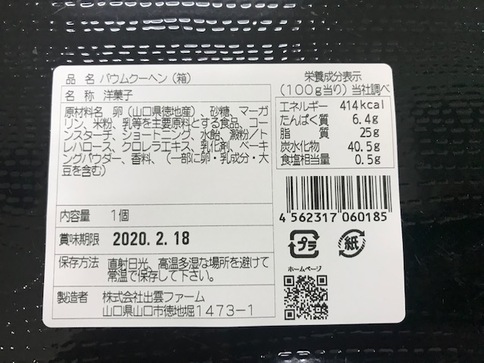 品 名 バウムクーヘン（箱）
名 称 洋菓子
原材料名 卵（山口県徳地産）、砂糖、マーガ
リン、米粉、乳等を主要原料とする食品、コー
ンスターチ、ショートニング、水飴、澱粉／ト
レハロース、クロレラエキス、乳化剤、ベーキ
ングパウダー、香料、（一部に卵・乳成分・大
豆を含む）
内容量 1個
賞味期限 2020. 2. 18
保存方法 直射日光、高温多湿な場所を避けて
常温で保存して下さい。
製造者 株式会社出雲ファーム
山口県山口市徳地堀1473－1
栄養成分表示
(100g当り) 当社調べ
エネルギー 414kcal
たんぱく質 6.4g
脂質 25g
炭水化物 40.5g
食塩相当量 0.5g
4 562317 060185
プラ
紙
ホームページ